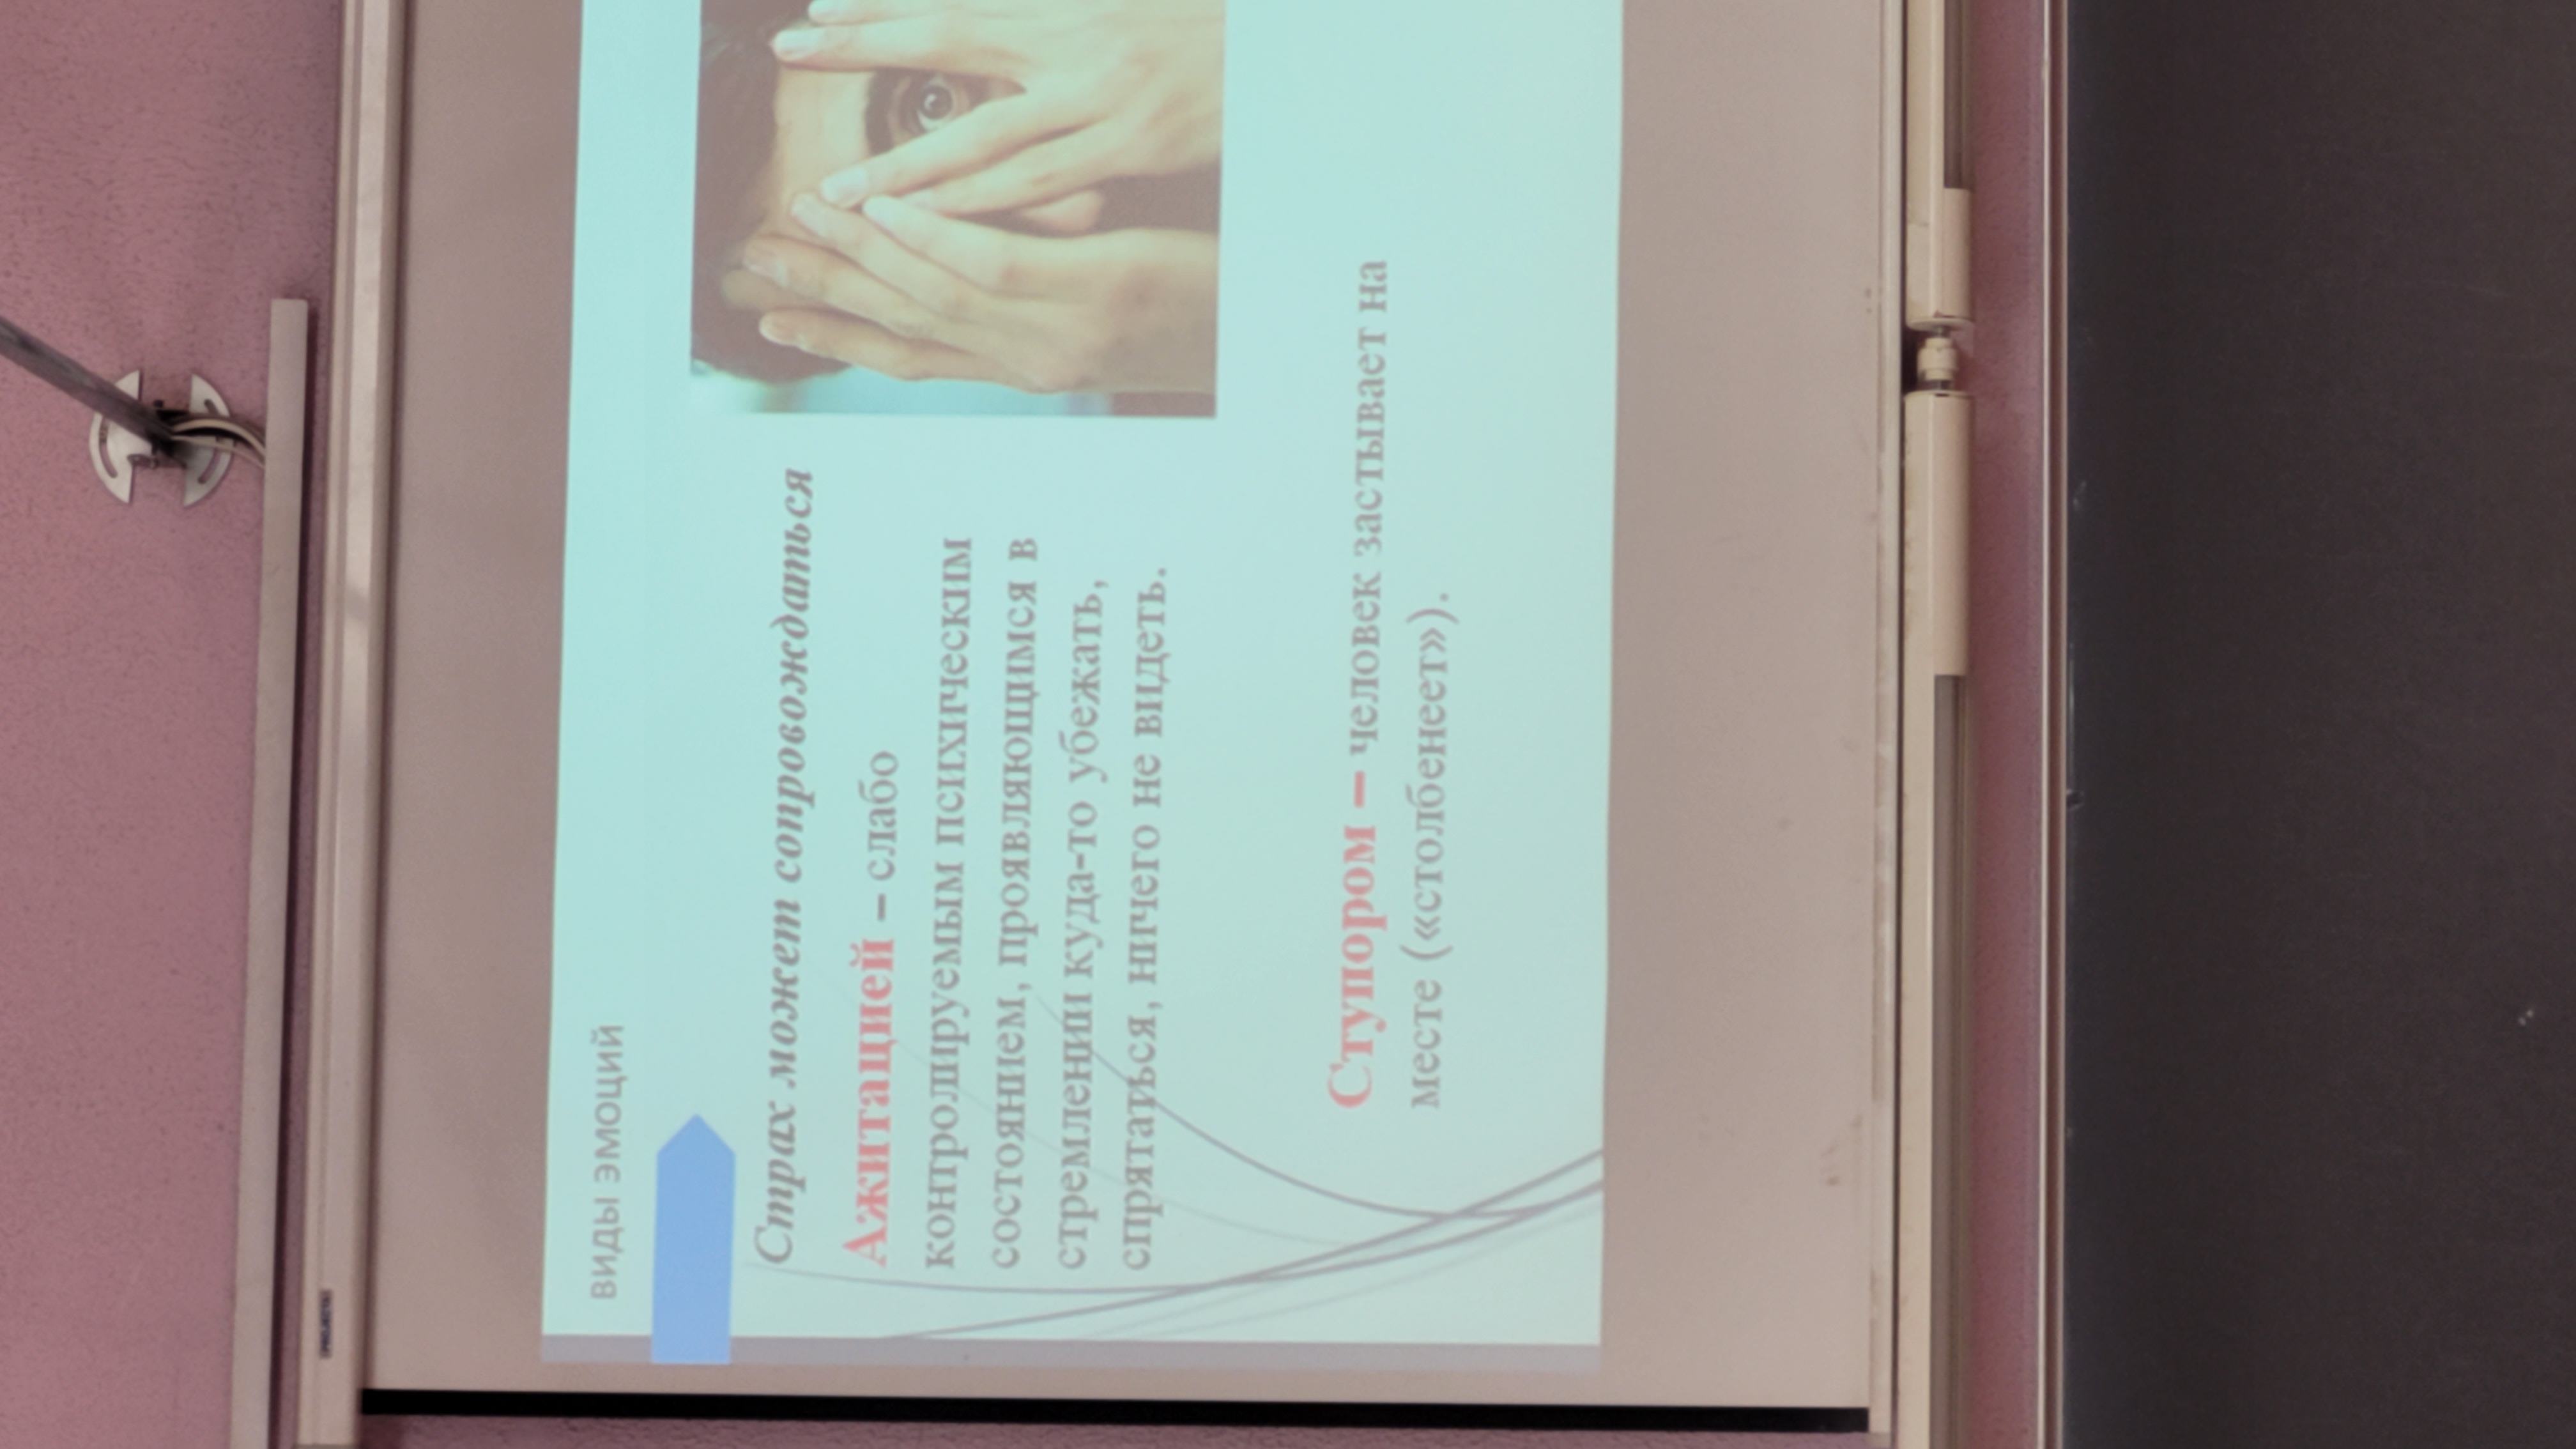 PROJECTA
виды эмоций
Страх может сопровождаться
Ажитацией – слабо
контролируемым психическим
состоянием, проявляющимся в
стремлении куда-то убежать,
спрятаться, ничего не видеть.
Ступором – человек застывает на
месте («столбенеет»).